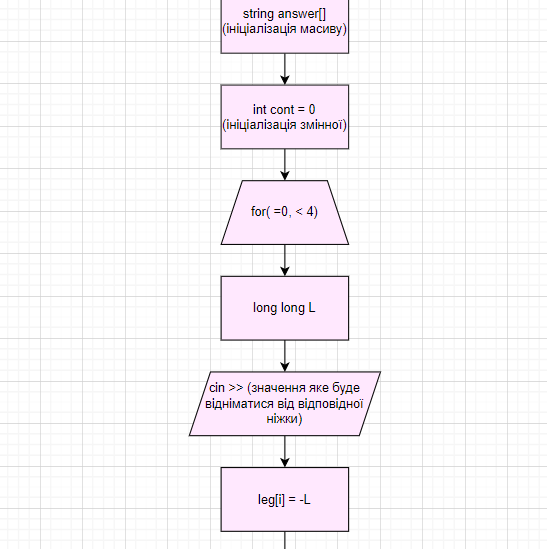 string answer[]
(ініціалізація масиву)
int cont = 0
(ініціалізація змінної)
for( =0, < 4)
long long L
cin >> (значення яке буде
відніматися від відповідної
ніжки)
leg[i] = -L